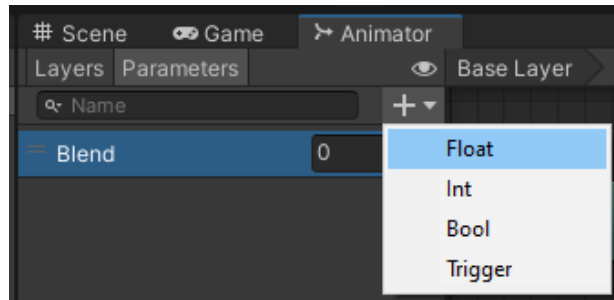 # Scene Game Animator
Layers Parameters Base Layer
Name
Blend 0
Float
Int
Bool
Trigger